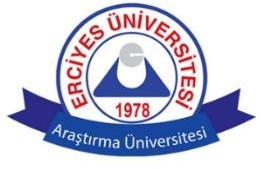 ERCİYES ÜNİVERSİTESİ
1978
Araştırma Üniversitesi